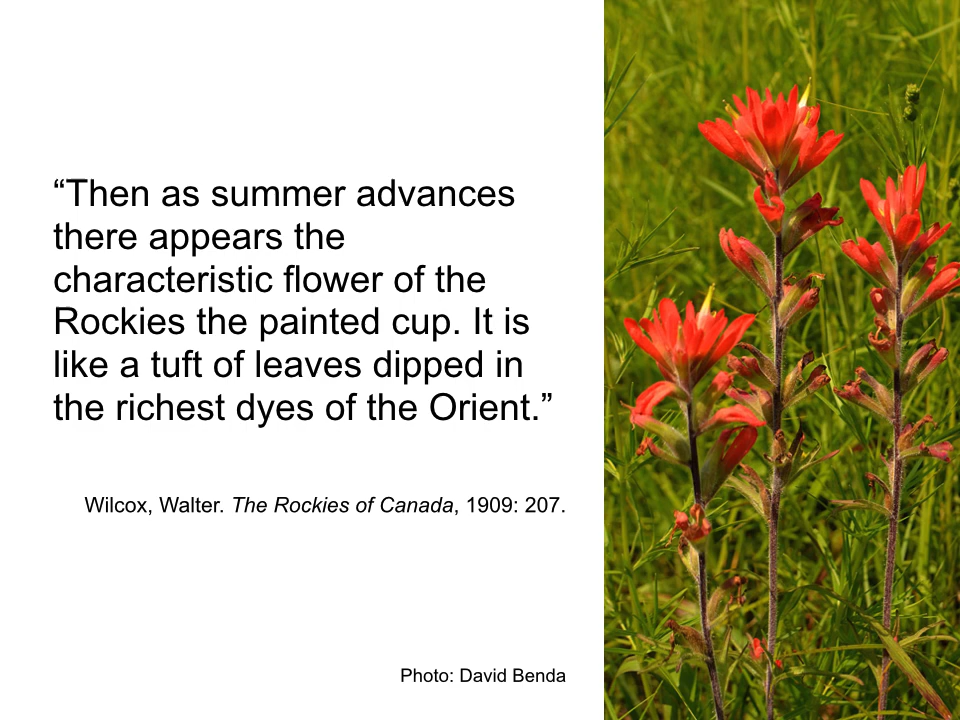 “Then as summer advances
there appears the
characteristic flower of the
Rockies the painted cup. It is
like a tuft of leaves dipped in
the richest dyes of the Orient.”
Wilcox, Walter. The Rockies of Canada, 1909: 207.
Photo: David Benda